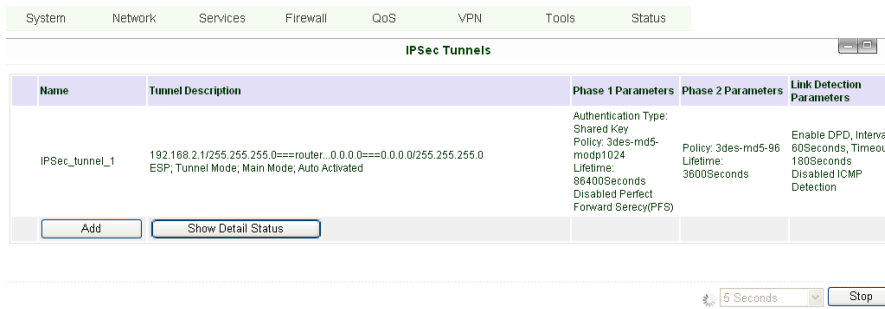 System Network Services Firewall QoS VPN Tools Status
IPSec Tunnels
Name Tunnel Description Phase 1 Parameters Phase 2 Parameters Link Detection Parameters
IPSec_tunnel_1
192.168.2.1/255.255.255.0===router...0.0.0.0===0.0.0.0/255.255.255.0
ESP; Tunnel Mode; Main Mode; Auto Activated
Authentication Type:
Shared Key
Policy: 3des-md5-
modp1024
Lifetime:
86400Seconds
Disabled Perfect
Forward Serecy(PFS)
Policy: 3des-md5-96
Lifetime:
3600Seconds
Enable DPD, Interva
60Seconds, Timeou
180Seconds
Disabled ICMP
Detection
Add Show Detail Status
5 Seconds Stop